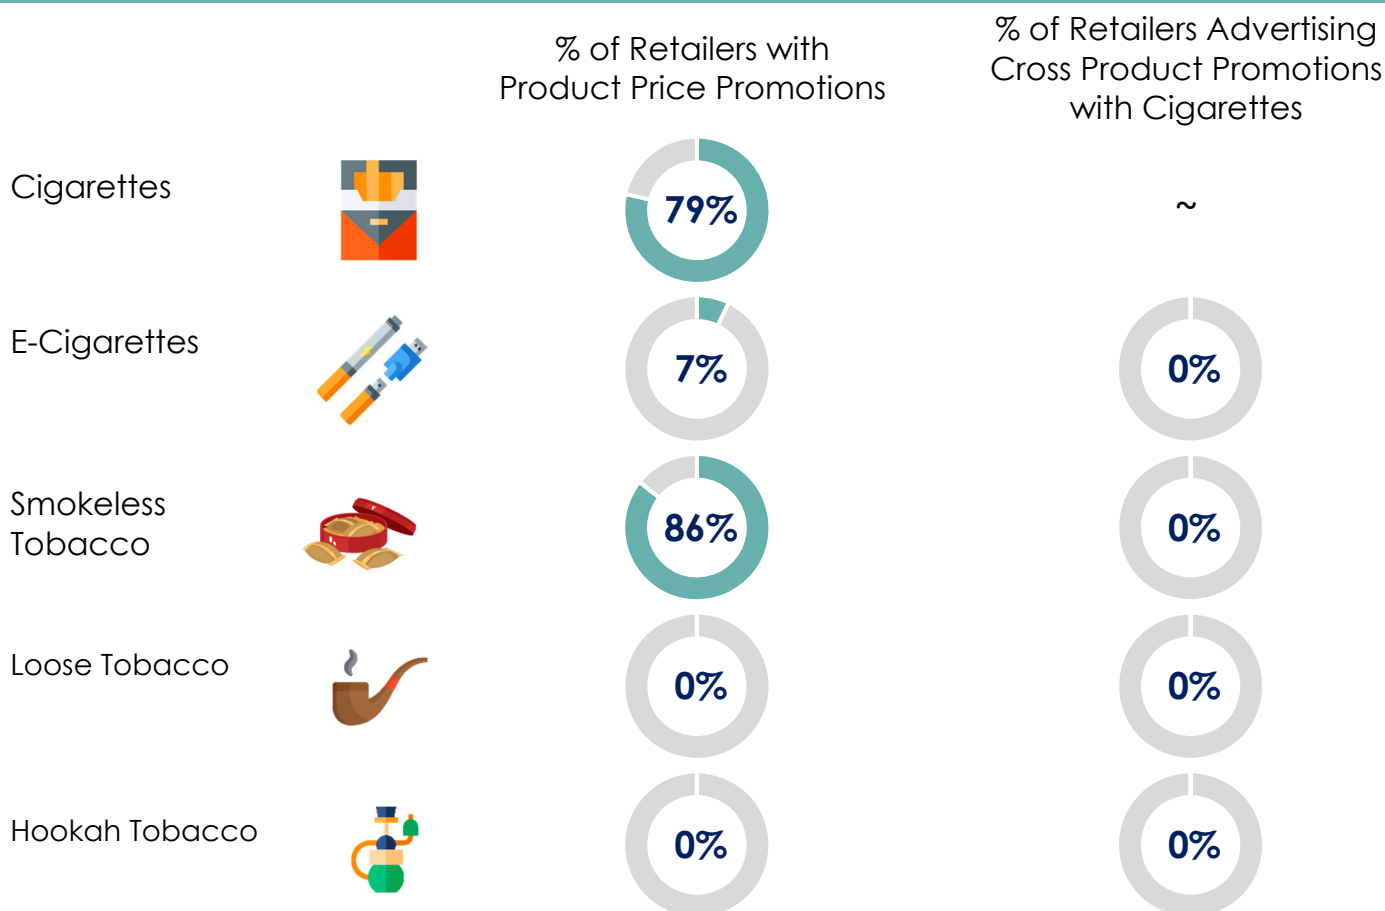 % of Retailers with
Product Price Promotions
% of Retailers Advertising
Cross Product Promotions
with Cigarettes
Cigarettes
79%
~
E-Cigarettes
7%
0%
Smokeless
Tobacco
86%
0%
Loose Tobacco
0%
0%
Hookah Tobacco
0%
0%